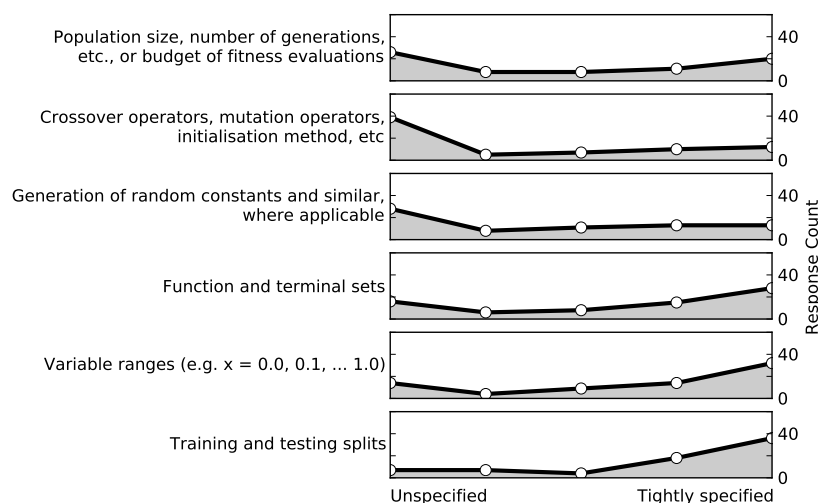 Population size, number of generations,
etc., or budget of fitness evaluations
40
0
Crossover operators, mutation operators,
initialisation method, etc
40
0
Generation of random constants and similar,
where applicable
40
0
Function and terminal sets
40
0
Variable ranges (e.g. x = 0.0, 0.1, ... 1.0)
40
0
Training and testing splits
40
0
Unspecified
Tightly specified
Response Count